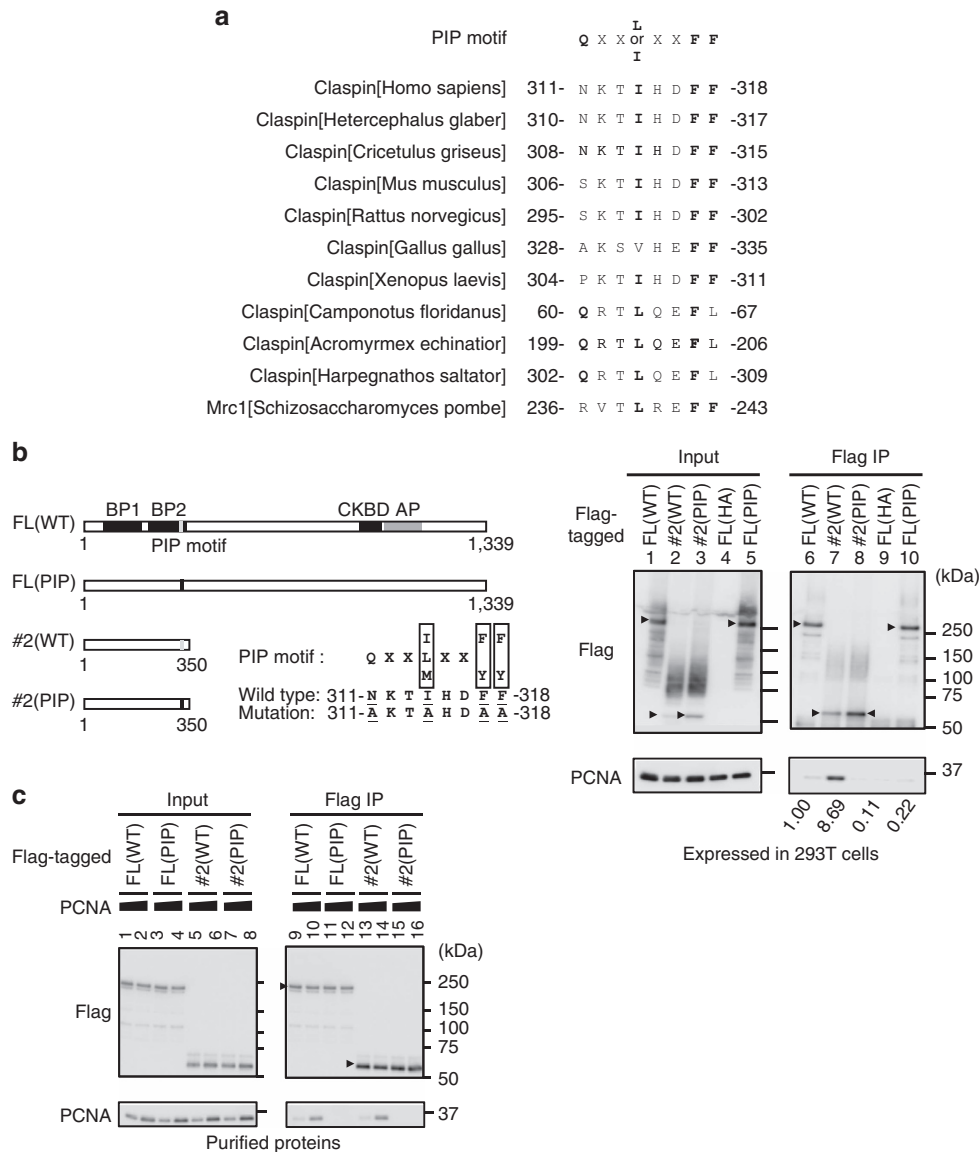 a
PIP motif Q X X L or I X X F F
Claspin[Homo sapiens] 311- N K T I H D F F -318
Claspin[Hetercephalus glaber] 310- N K T I H D F F -317
Claspin[Cricetulus griseus] 308- N K T I H D F F -315
Claspin[Mus musculus] 306- S K T I H D F F -313
Claspin[Rattus norvegicus] 295- S K T I H D F F -302
Claspin[Gallus gallus] 328- A K S V H E F F -335
Claspin[Xenopus laevis] 304- P K T I H D F F -311
Claspin[Camponotus floridanus] 60- Q R T L Q E F L -67
Claspin[Acromyrmex echinatior] 199- Q R T L Q E F L -206
Claspin[Harpegnathos saltator] 302- Q R T L Q E F L -309
Mrc1[Schizosaccharomyces pombe] 236- R V T L R E F F -243
b
BP1 BP2 CKBD AP
FL(WT)
1 PIP motif 1,339
FL(PIP)
1 1,339
#2(WT)
1 350
#2(PIP)
1 350
I F F
PIP motif : Q X X L X X
M Y Y
Wild type: 311- N K T I H D F F -318
Mutation: 311- A K T A H D A A -318
Input Flag IP
Flag-tagged
FL(WT) #2(WT) #2(PIP) FL(HA) FL(PIP) FL(WT) #2(WT) #2(PIP) FL(HA) FL(PIP)
1 2 3 4 5 6 7 8 9 10
(kDa)
Flag
250
150
100
75
50
PCNA
37
1.00 8.69 0.11 0.22
Expressed in 293T cells
c
Input Flag IP
Flag-tagged
FL(WT) FL(PIP) #2(WT) #2(PIP) FL(WT) FL(PIP) #2(WT) #2(PIP)
PCNA
1 2 3 4 5 6 7 8 9 10 11 12 13 14 15 16
(kDa)
Flag
250
150
100
75
50
PCNA
37
Purified proteins